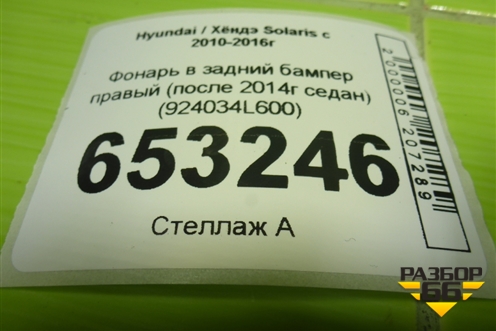 Hyundai / Хёндэ Solaris с
2010-2016г
Фонарь в задний бампер
правый (после 2014г седан)
(924034L600)
653246
Стеллаж А
2000006207289
РАЗБОР
66